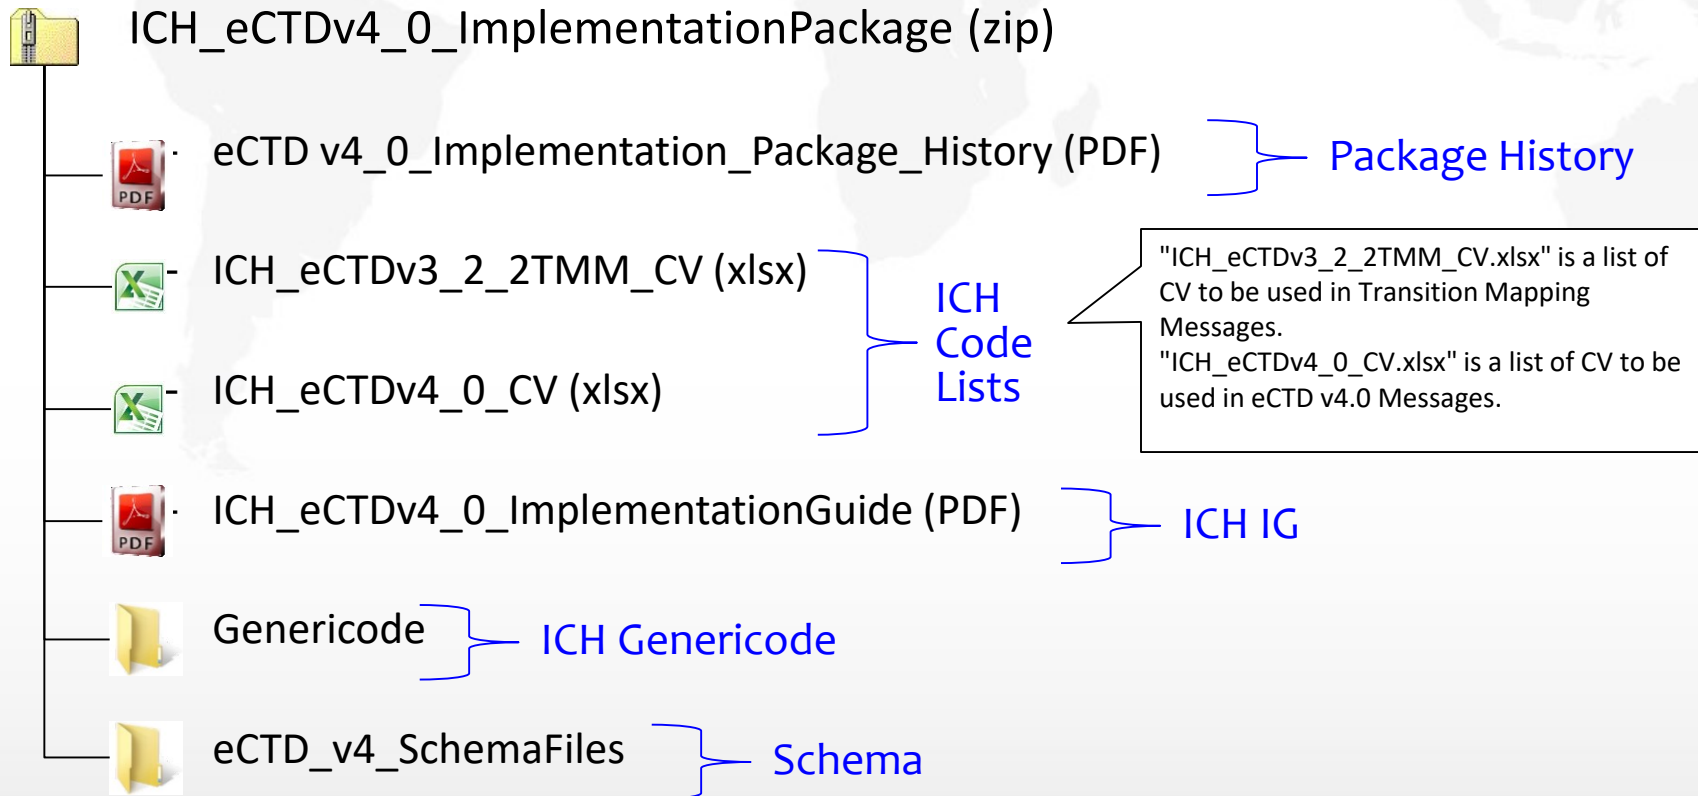 ICH_eCTDv4_0_ImplementationPackage (zip)
eCTD v4_0_Implementation_Package_History (PDF)
Package History
ICH_eCTDv3_2_2TMM_CV (xlsx)
ICH_eCTDv4_0_CV (xlsx)
ICH
Code
Lists
"ICH_eCTDv3_2_2TMM_CV.xlsx" is a list of
CV to be used in Transition Mapping
Messages.
"ICH_eCTDv4_0_CV.xlsx" is a list of CV to be
used in eCTD v4.0 Messages.
ICH_eCTDv4_0_ImplementationGuide (PDF)
ICH IG
Genericode
ICH Genericode
eCTD_v4_SchemaFiles
Schema
PDF
PDF